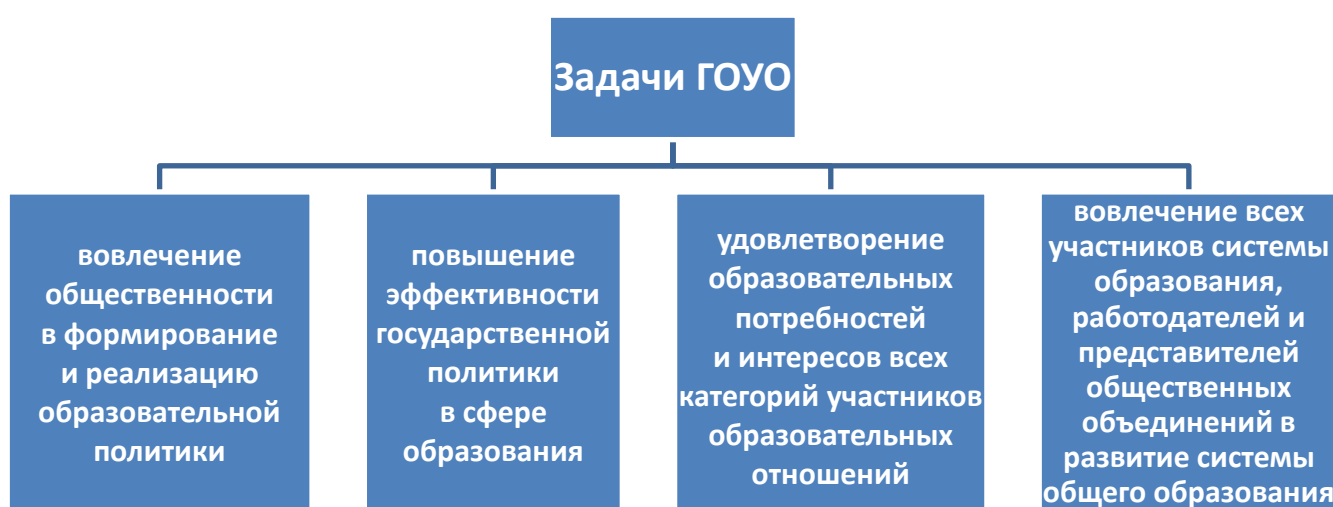 Задачи ГОУО
вовлечение
общественности
в формирование
и реализацию
образовательной
политики
повышение
эффективности
государственной
политики
в сфере
образования
удовлетворение
образовательных
потребностей
и интересов всех
категорий участников
образовательных
отношений
вовлечение всех
участников системы
образования,
работодателей и
представителей
общественных
объединений в
развитие системы
общего образования